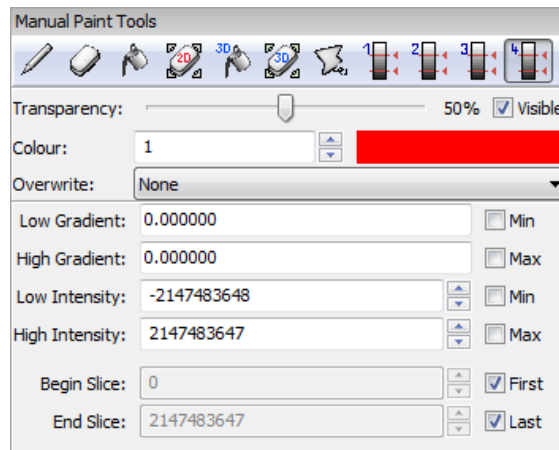 Manual Paint Tools
2D 3D 3D 1 2 3 4
Transparency: 50% Visible
Colour: 1
Overwrite: None
Low Gradient: 0.000000 Min
High Gradient: 0.000000 Max
Low Intensity: -2147483648 Min
High Intensity: 2147483647 Max
Begin Slice: 0 First
End Slice: 2147483647 Last